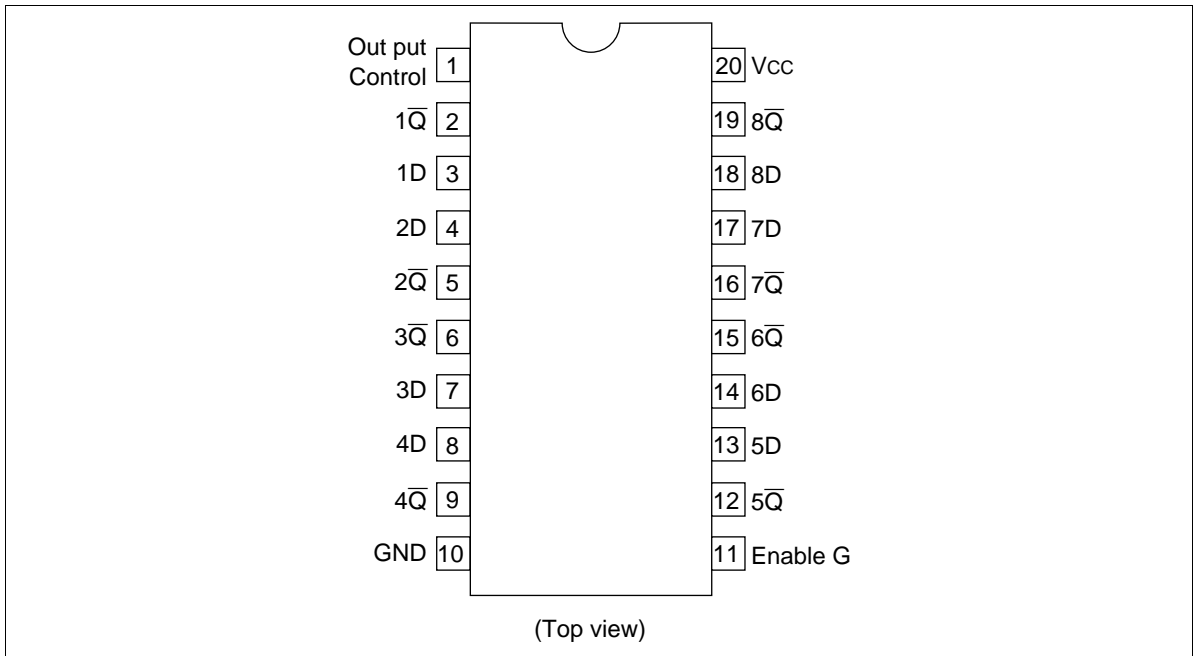 Out put
Control 1
1Q̅ 2
1D 3
2D 4
2Q̅ 5
3Q̅ 6
3D 7
4D 8
4Q̅ 9
GND 10
20 VCC
19 8Q̅
18 8D
17 7D
16 7Q̅
15 6Q̅
14 6D
13 5D
12 5Q̅
11 Enable G
(Top view)